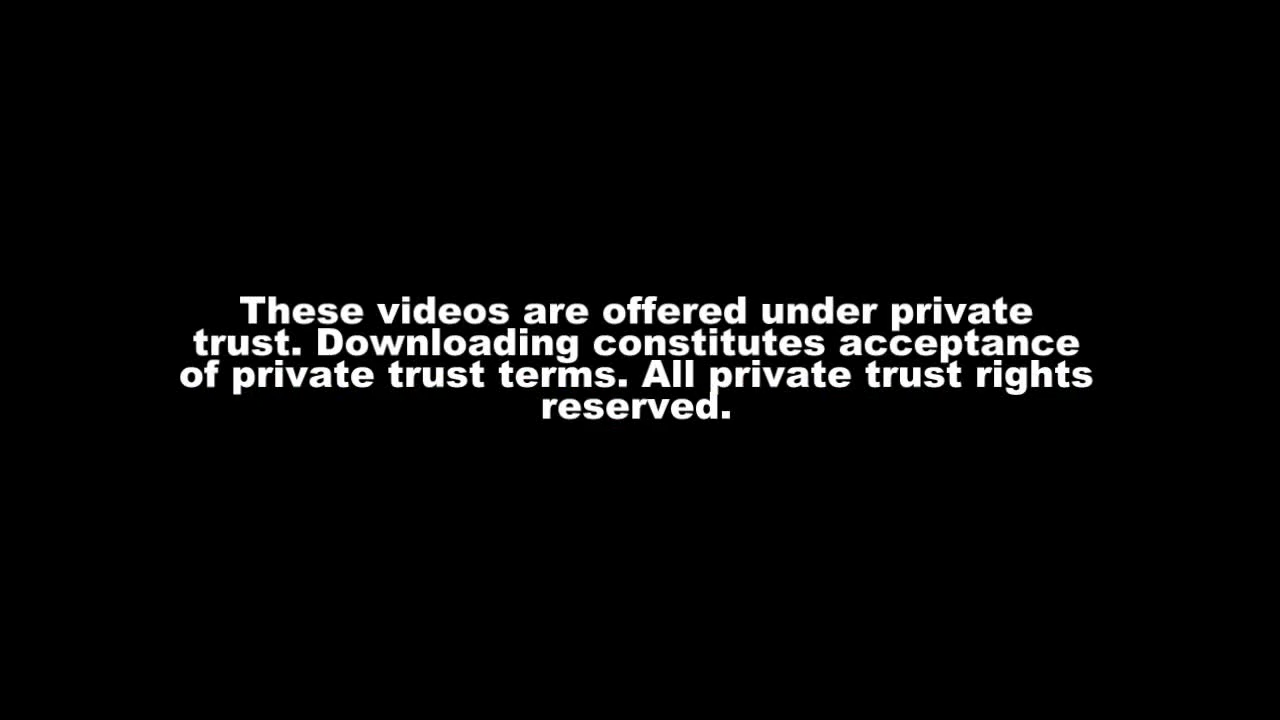 These videos are offered under private
trust. Downloading constitutes acceptance
of private trust terms. All private trust rights
reserved.